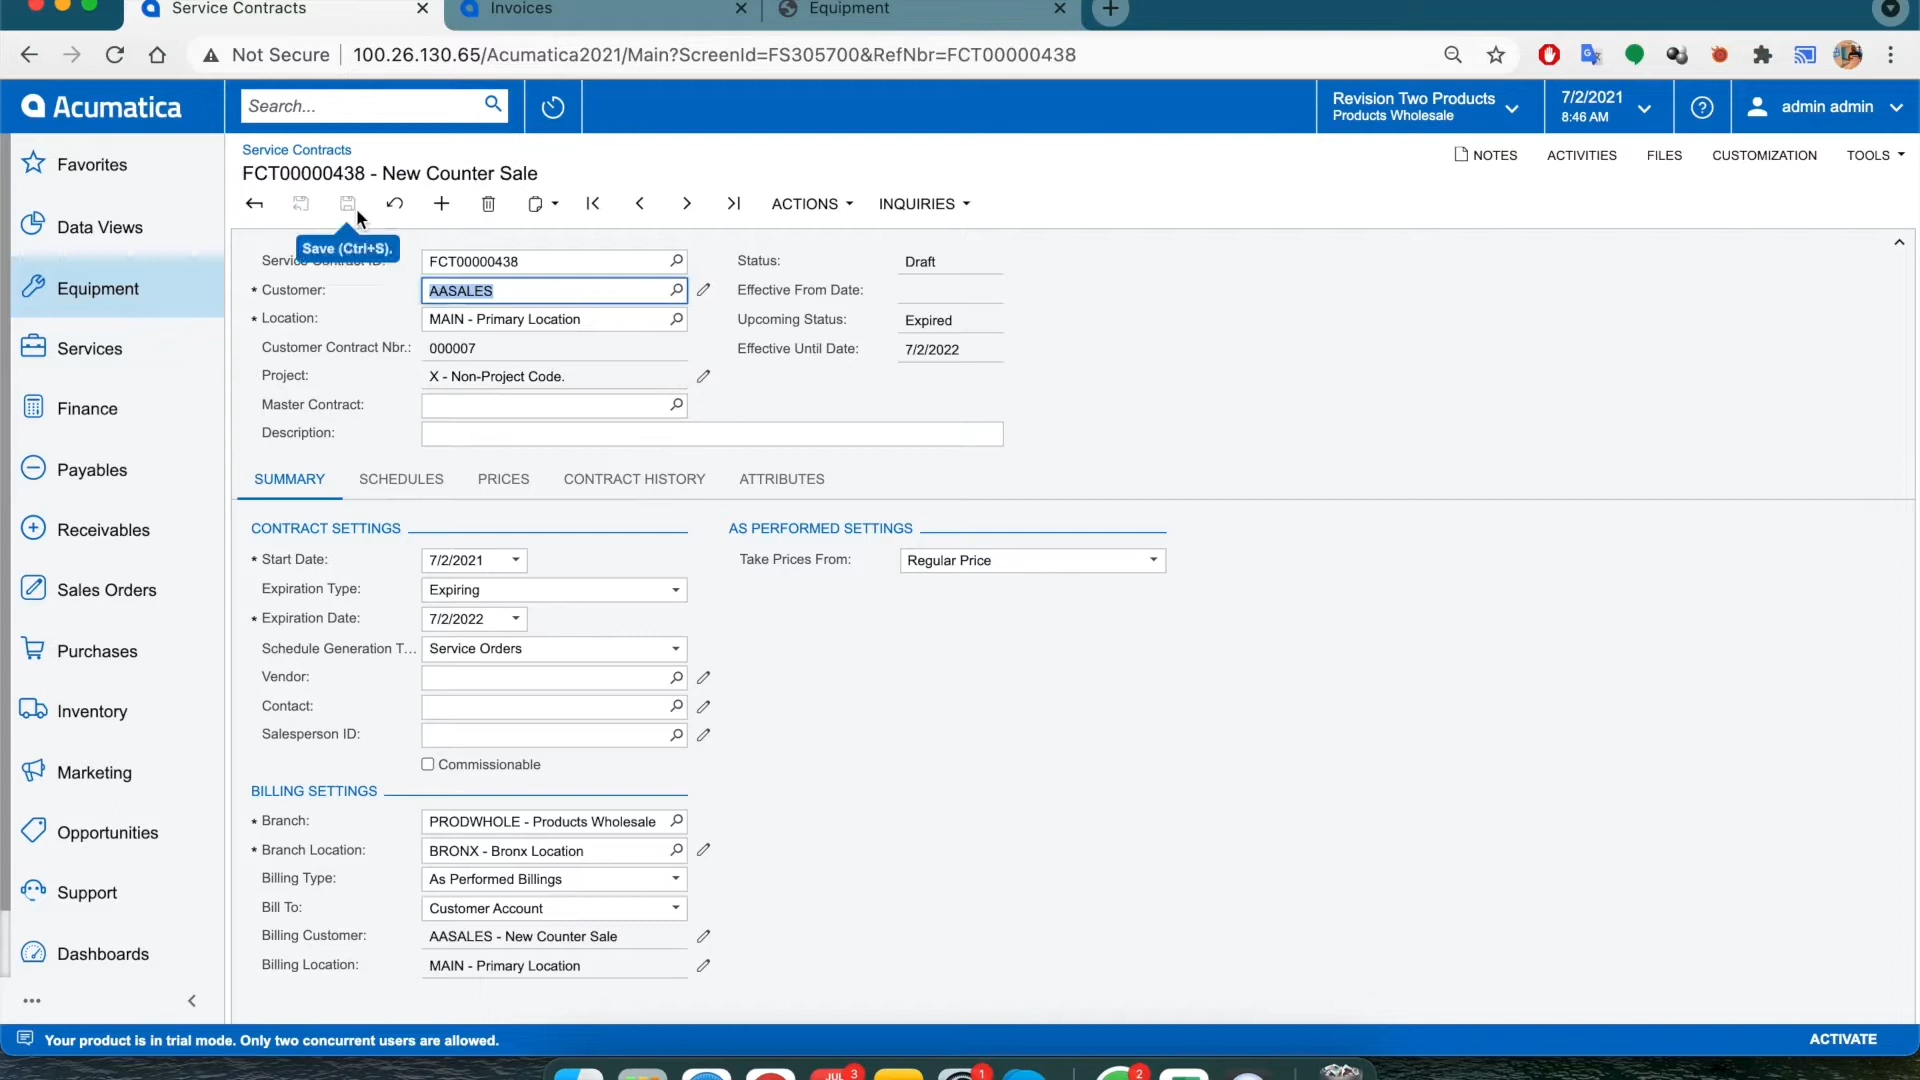 Service Contracts
Invoices
Equipment
Not Secure
100.26.130.65/Acumatica2021/Main?ScreenId=FS305700&RefNbr=FCT00000438
Acumatica
Search...
Revision Two Products
Products Wholesale
7/2/2021
8:46 AM
admin admin
Favorites
Data Views
Equipment
Services
Finance
Payables
Receivables
Sales Orders
Purchases
Inventory
Marketing
Opportunities
Support
Dashboards
Service Contracts
FCT00000438 - New Counter Sale
NOTES
ACTIVITIES
FILES
CUSTOMIZATION
TOOLS
ACTIONS
INQUIRIES
Save (Ctrl+S).
FCT00000438
* Customer: AASALES
* Location: MAIN - Primary Location
Customer Contract Nbr.: 000007
Project: X - Non-Project Code.
Master Contract:
Description:
Status: Draft
Effective From Date:
Upcoming Status: Expired
Effective Until Date: 7/2/2022
SUMMARY
SCHEDULES
PRICES
CONTRACT HISTORY
ATTRIBUTES
CONTRACT SETTINGS
* Start Date: 7/2/2021
Expiration Type: Expiring
* Expiration Date: 7/2/2022
Schedule Generation T... Service Orders
Vendor:
Contact:
Salesperson ID:
Commissionable
AS PERFORMED SETTINGS
Take Prices From: Regular Price
BILLING SETTINGS
* Branch: PRODWHOLE - Products Wholesale
* Branch Location: BRONX - Bronx Location
Billing Type: As Performed Billings
Bill To: Customer Account
Billing Customer: AASALES - New Counter Sale
Billing Location: MAIN - Primary Location
Your product is in trial mode. Only two concurrent users are allowed.
ACTIVATE
JUL
3
1
2